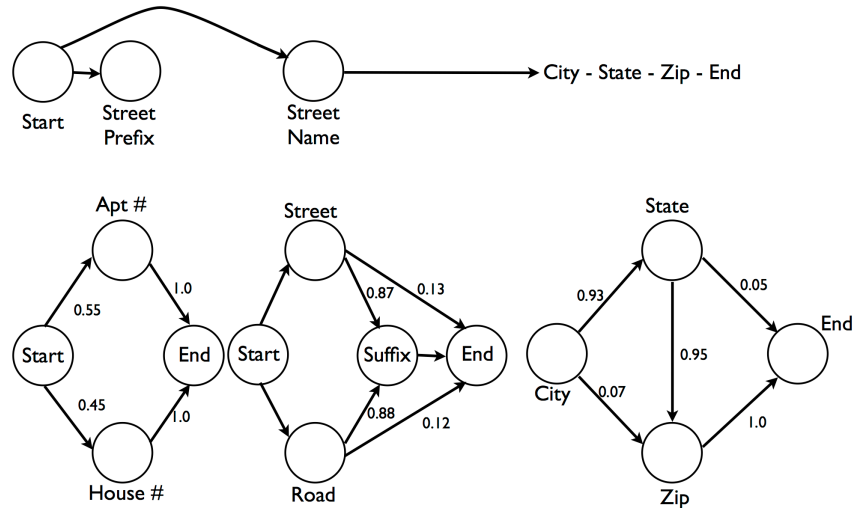 City - State - Zip - End
Start
Street
Prefix
Street
Name
Apt #
0.55
1.0
Start
End
0.45
1.0
House #
Street
0.87
0.13
Start
Suffix
End
0.88
0.12
Road
State
0.93
0.05
End
0.95
City
0.07
1.0
Zip